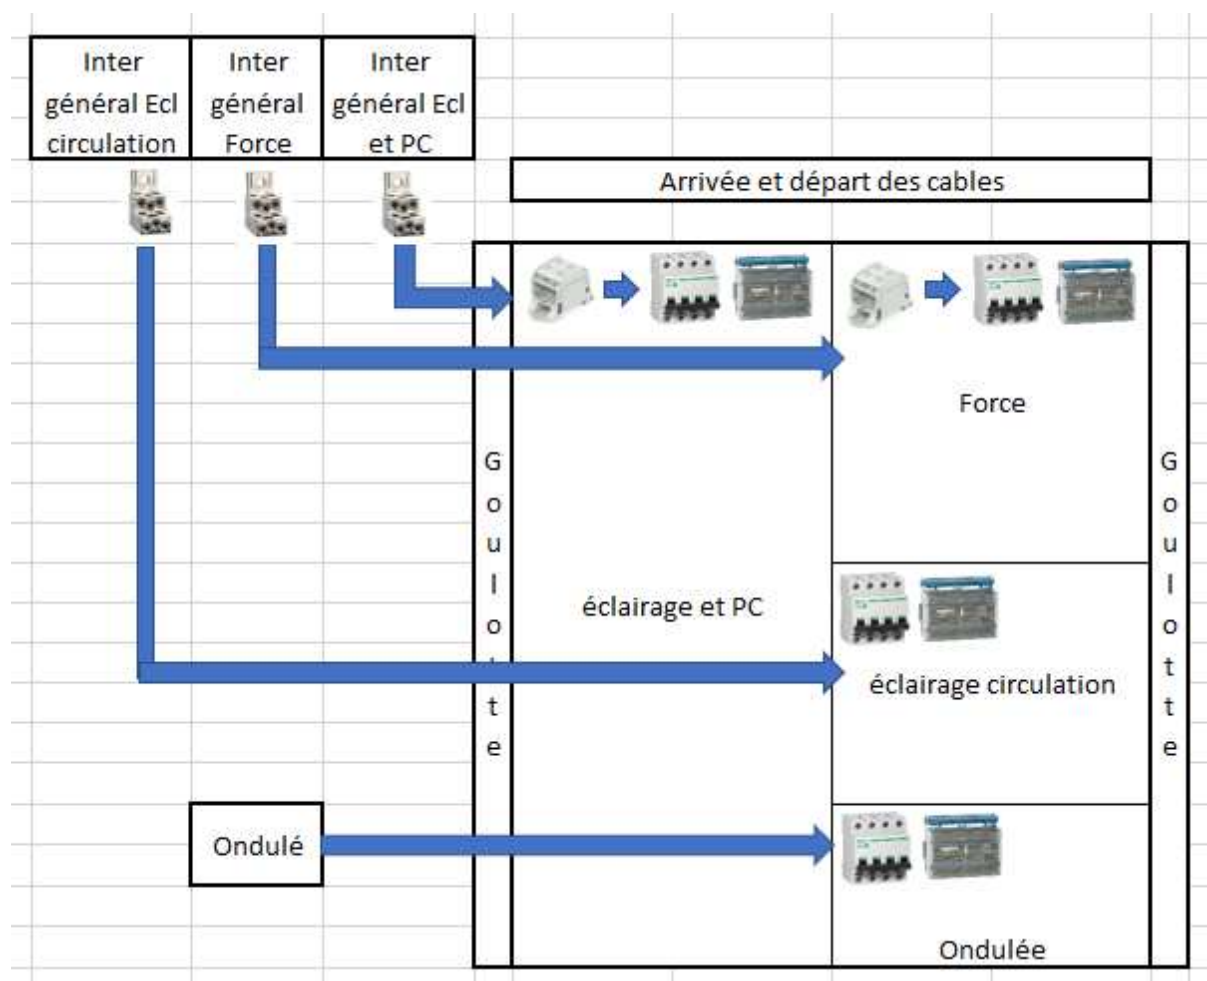 Inter
général Ecl
circulation
Inter
général
Force
Inter
général Ecl
et PC
Arrivée et départ des cables
Force
G
o
u
l
o
t
t
e
G
o
u
l
o
t
t
e
éclairage et PC
éclairage circulation
Ondulé
Ondulée